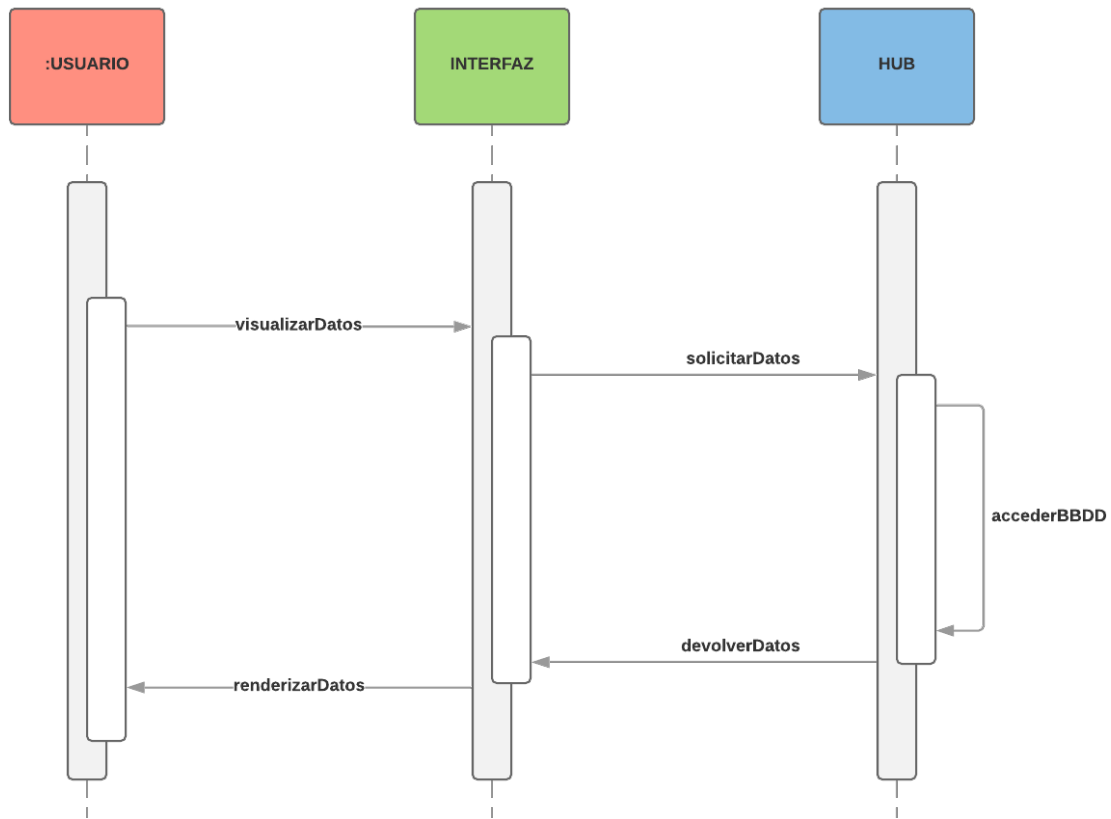 :USUARIO
INTERFAZ
HUB
visualizarDatos
solicitarDatos
accederBBDD
devolverDatos
renderizarDatos